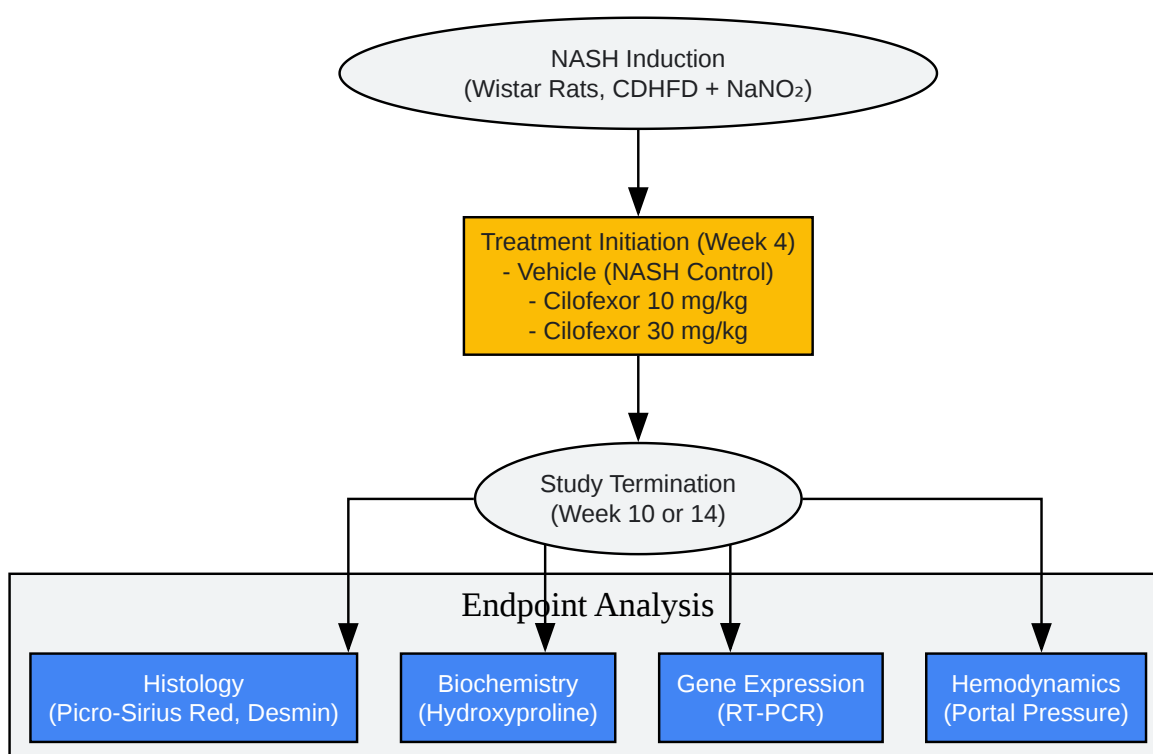 NASH Induction
(Wistar Rats, CDHFD + NaNO₂)
Treatment Initiation (Week 4)
- Vehicle (NASH Control)
- Cilofexor 10 mg/kg
- Cilofexor 30 mg/kg
Study Termination
(Week 10 or 14)
Endpoint Analysis
Histology
(Picro-Sirius Red, Desmin)
Biochemistry
(Hydroxyproline)
Gene Expression
(RT-PCR)
Hemodynamics
(Portal Pressure)